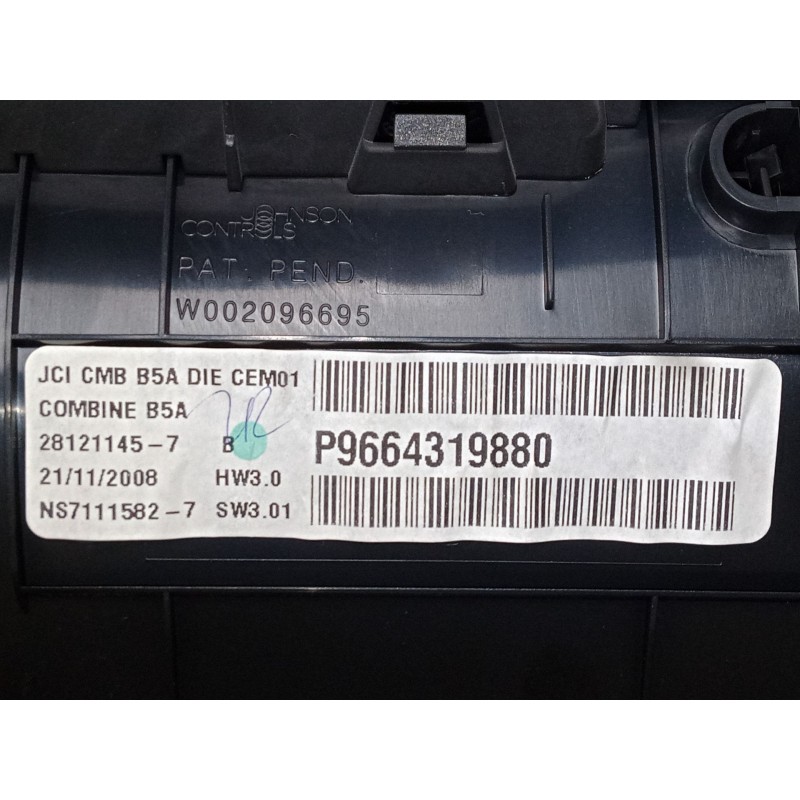 JOHNSON
CONTROLS
PAT. PEND.
W002096695
JCI CMB B5A DIE CEM01
COMBINE B5A
28121145-7 B
21/11/2008 HW3.0
NS7111582-7 SW3.01
P9664319880